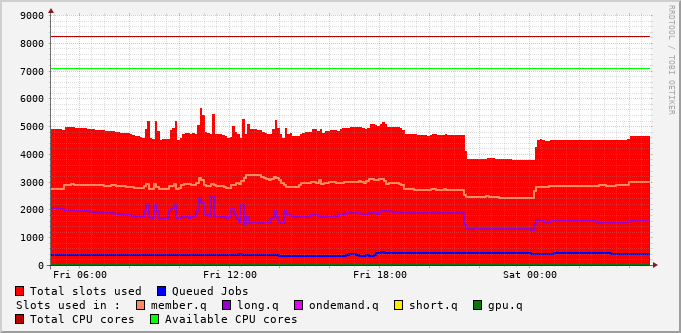 9000
8000
7000
6000
5000
4000
3000
2000
1000
0
Fri 06:00 Fri 12:00 Fri 18:00 Sat 00:00
RRDTOOL / TOBI OETIKER
Total slots used Queued Jobs
Slots used in : member.q long.q ondemand.q short.q gpu.q
Total CPU cores Available CPU cores